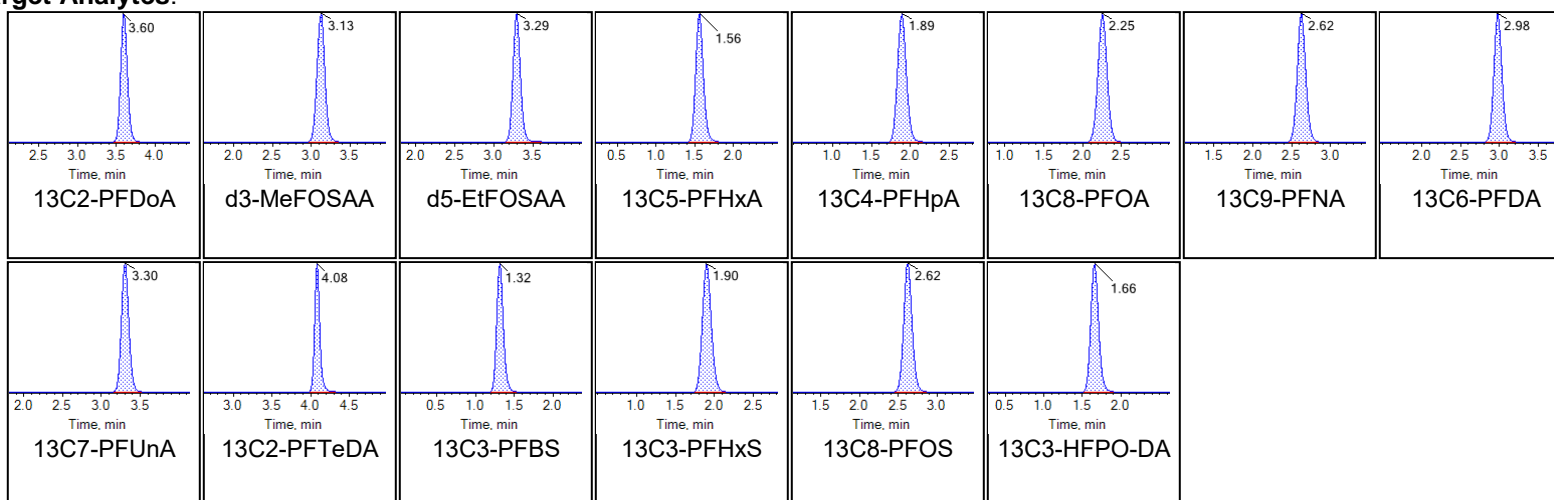 arget Analytes:
3.60 3.13 3.29 1.56 1.89 2.25 2.62 2.98
2.5 3.0 3.5 4.0 2.0 2.5 3.0 3.5 2.0 2.5 3.0 3.5 0.5 1.0 1.5 2.0 1.0 1.5 2.0 2.5 1.0 1.5 2.0 2.5 1.5 2.0 2.5 3.0 2.0 2.5 3.0 3.5
Time, min Time, min Time, min Time, min Time, min Time, min Time, min Time, min
13C2-PFDoA d3-MeFOSAA d5-EtFOSAA 13C5-PFHxA 13C4-PFHpA 13C8-PFOA 13C9-PFNA 13C6-PFDA
3.30 4.08 1.32 1.90 2.62 1.66
2.0 2.5 3.0 3.5 3.0 3.5 4.0 4.5 0.5 1.0 1.5 2.0 1.0 1.5 2.0 2.5 1.5 2.0 2.5 3.0 0.5 1.0 1.5 2.0
Time, min Time, min Time, min Time, min Time, min Time, min
13C7-PFUnA 13C2-PFTeDA 13C3-PFBS 13C3-PFHxS 13C8-PFOS 13C3-HFPO-DA